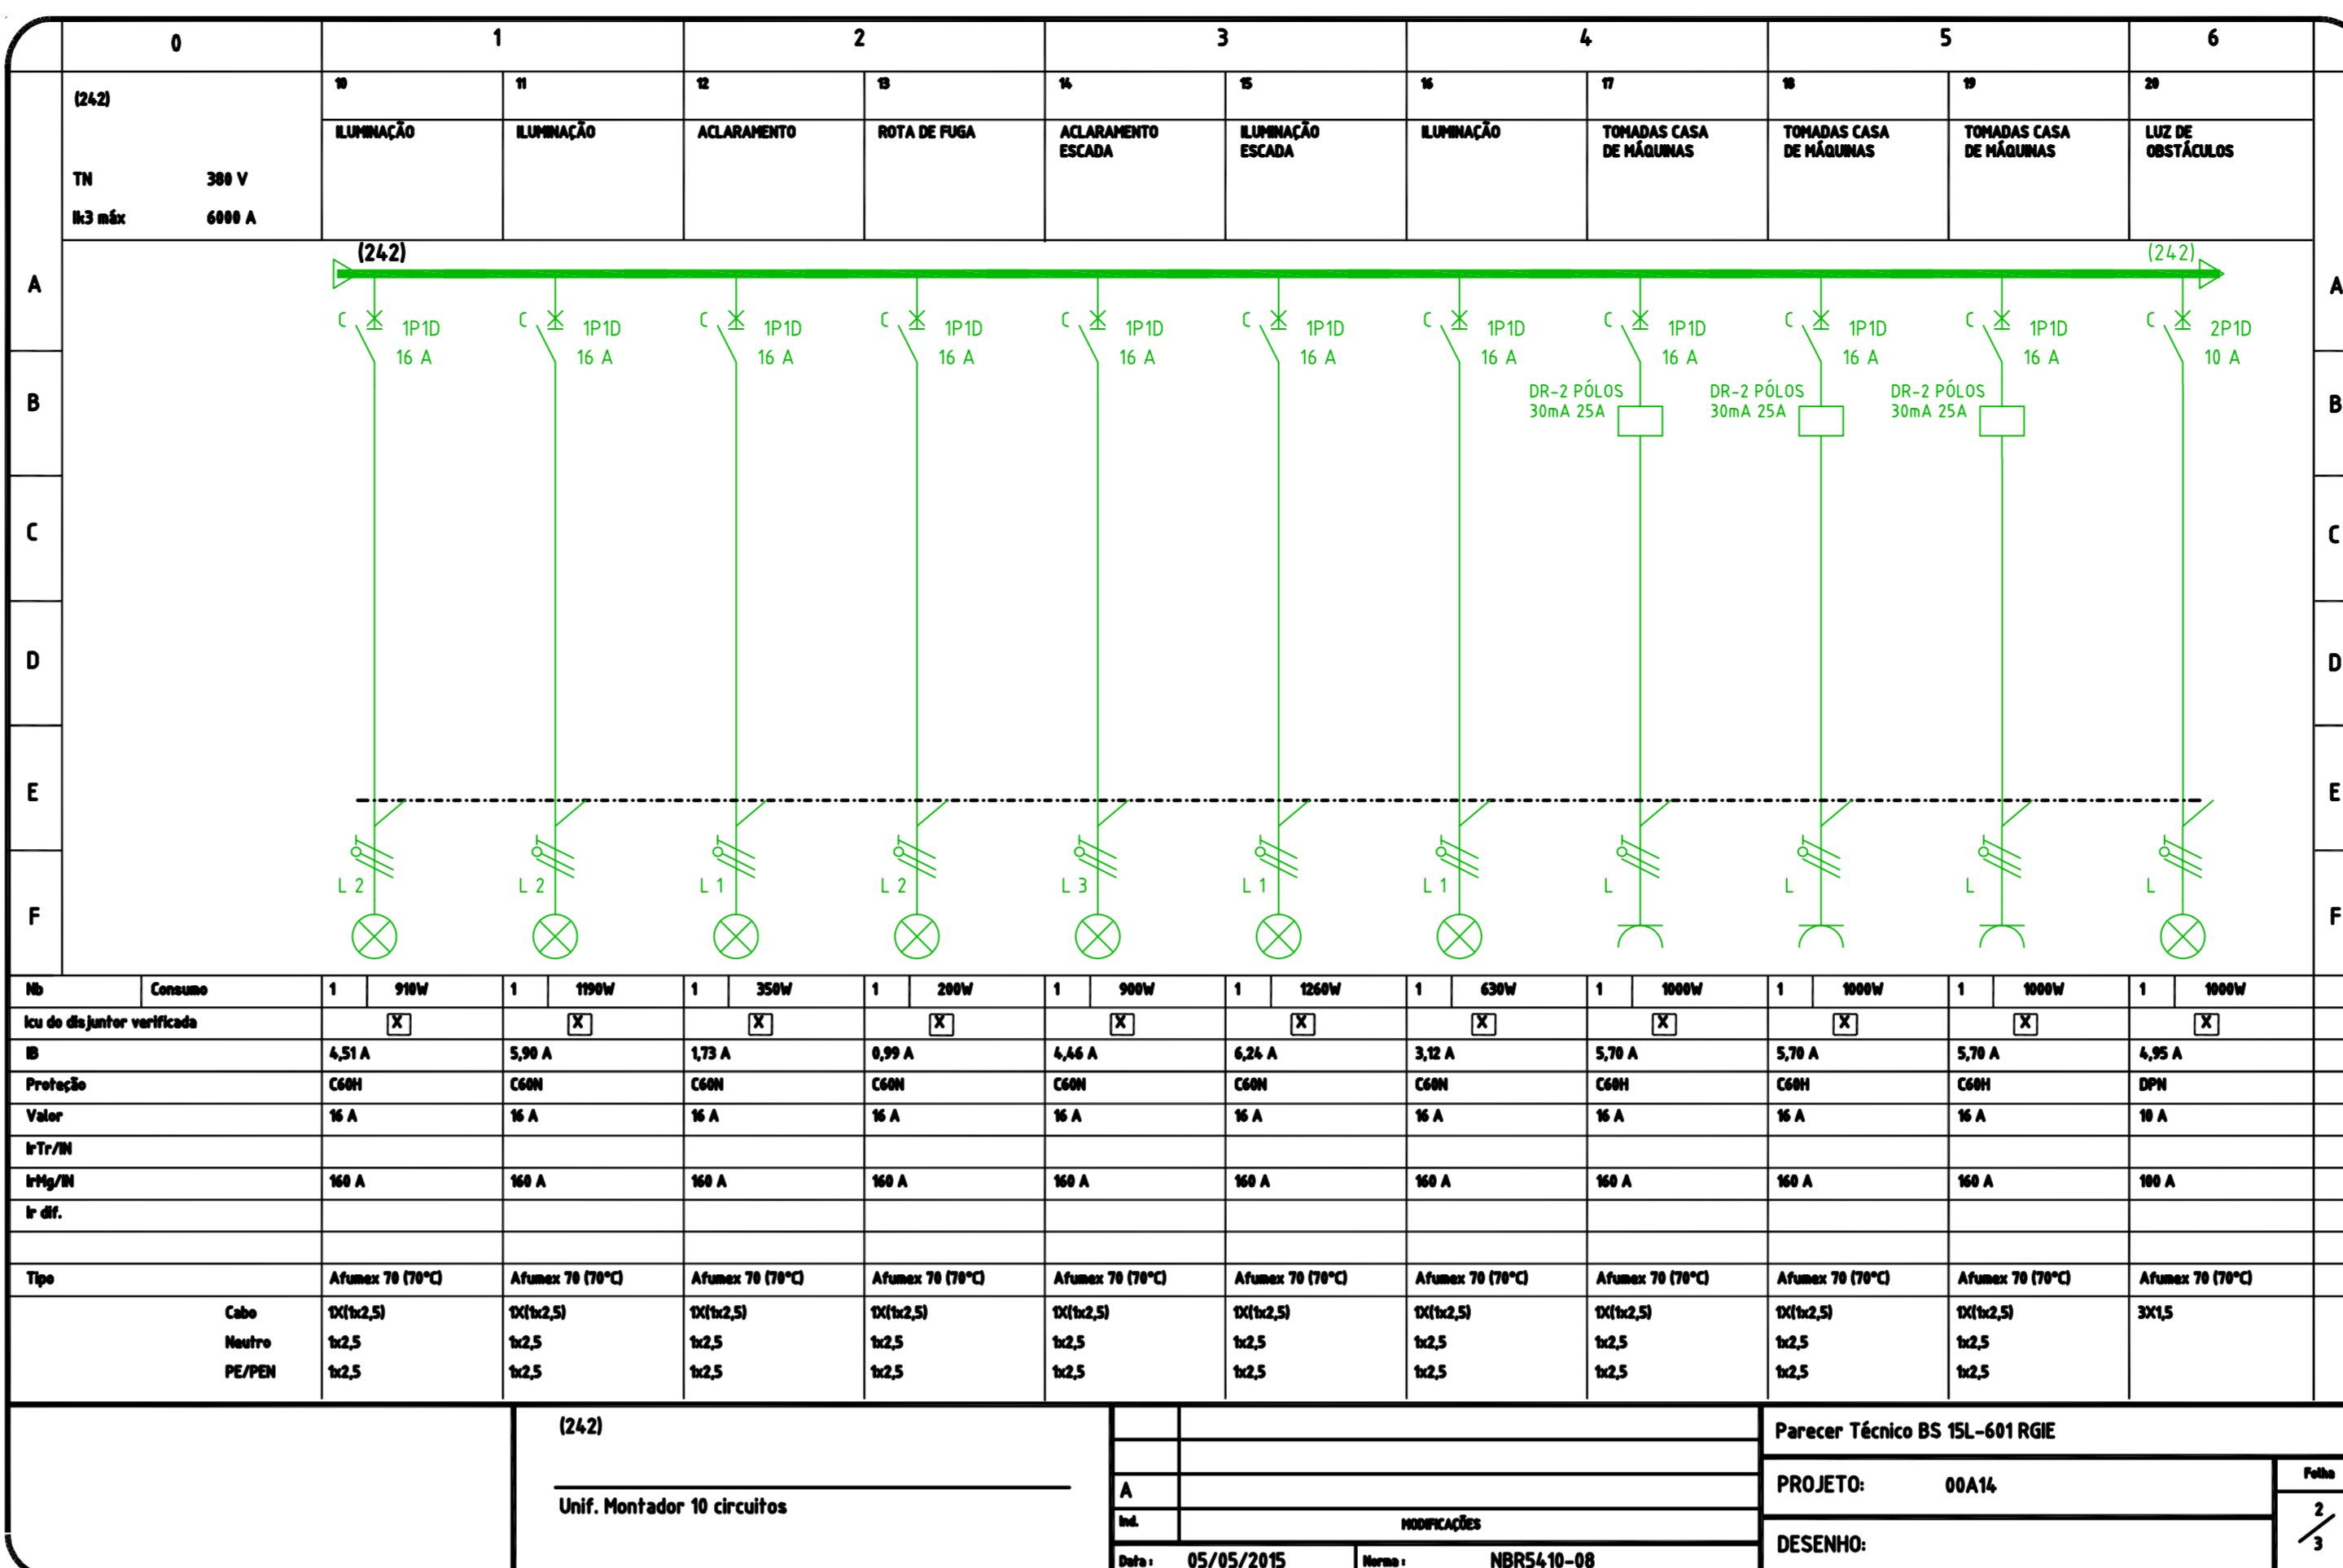 0 1 2 3 4 5 6
(242) 10 11 12 13 14 15 16 17 18 19 20
ILUMINAÇÃO ILUMINAÇÃO ACLARAMENTO ROTA DE FUGA ACLARAMENTO ILUMINAÇÃO ILUMINAÇÃO TOMADAS CASA TOMADAS CASA TOMADAS CASA LUZ DE
ESCADA ESCADA DE MÁQUINAS DE MÁQUINAS DE MÁQUINAS OBSTÁCULOS
TN 380 V
Ik3 máx 6000 A
(242) (242)
A A
C 1P1D C 1P1D C 1P1D C 1P1D C 1P1D C 1P1D C 1P1D C 1P1D C 1P1D C 1P1D C 2P1D
16 A 16 A 16 A 16 A 16 A 16 A 16 A 16 A 16 A 16 A 10 A
DR-2 PÓLOS DR-2 PÓLOS DR-2 PÓLOS
B 30mA 25A 30mA 25A 30mA 25A B
C C
D D
E E
L 2 L 2 L 1 L 2 L 3 L 1 L 1 L L L L
F F
Nb Consumo 1 910W 1 1190W 1 350W 1 200W 1 900W 1 1260W 1 630W 1 1000W 1 1000W 1 1000W 1 1000W
Icu do disjuntor verificada X X X X X X X X X X X
IB 4,51 A 5,90 A 1,73 A 0,99 A 4,46 A 6,24 A 3,12 A 5,70 A 5,70 A 5,70 A 4,95 A
Proteção C60H C60N C60N C60N C60N C60N C60N C60H C60H C60H DPN
Valor 16 A 16 A 16 A 16 A 16 A 16 A 16 A 16 A 16 A 16 A 10 A
IrTr/IN
IrMg/IN 160 A 160 A 160 A 160 A 160 A 160 A 160 A 160 A 160 A 160 A 100 A
Ir dif.
Tipo Afumex 70 (70°C) Afumex 70 (70°C) Afumex 70 (70°C) Afumex 70 (70°C) Afumex 70 (70°C) Afumex 70 (70°C) Afumex 70 (70°C) Afumex 70 (70°C) Afumex 70 (70°C) Afumex 70 (70°C) Afumex 70 (70°C)
Cabo 1X(1x2,5) 1X(1x2,5) 1X(1x2,5) 1X(1x2,5) 1X(1x2,5) 1X(1x2,5) 1X(1x2,5) 1X(1x2,5) 1X(1x2,5) 1X(1x2,5) 3X1,5
Neutro 1x2,5 1x2,5 1x2,5 1x2,5 1x2,5 1x2,5 1x2,5 1x2,5 1x2,5 1x2,5
PE/PEN 1x2,5 1x2,5 1x2,5 1x2,5 1x2,5 1x2,5 1x2,5 1x2,5 1x2,5 1x2,5
(242)
Unif. Montador 10 circuitos
A
Ind. MODIFICAÇÕES
Data : 05/05/2015 Norma : NBR5410-08
Parecer Técnico BS 15L-601 RGIE
PROJETO: 00A14
DESENHO:
Folha
2/3